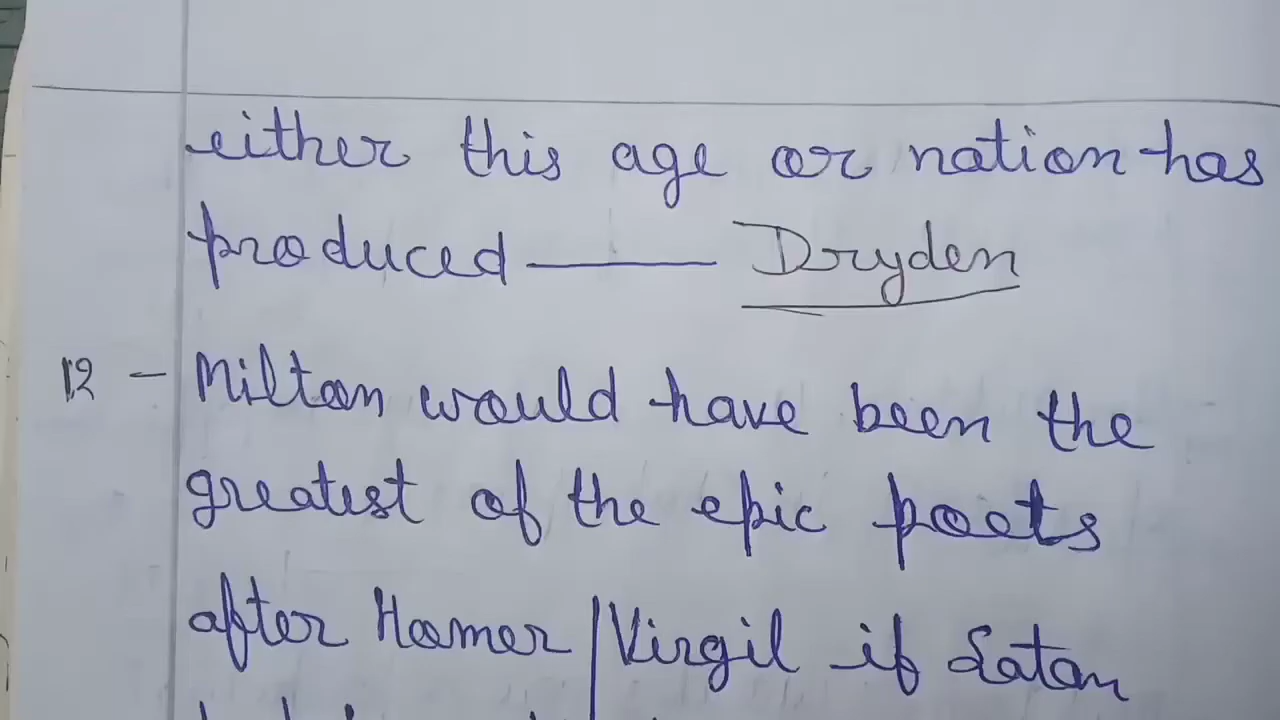 either this age or nation has
produced —— Dryden
12 - Milton would have been the
greatest of the epic poets
after Homer/Virgil if Satan